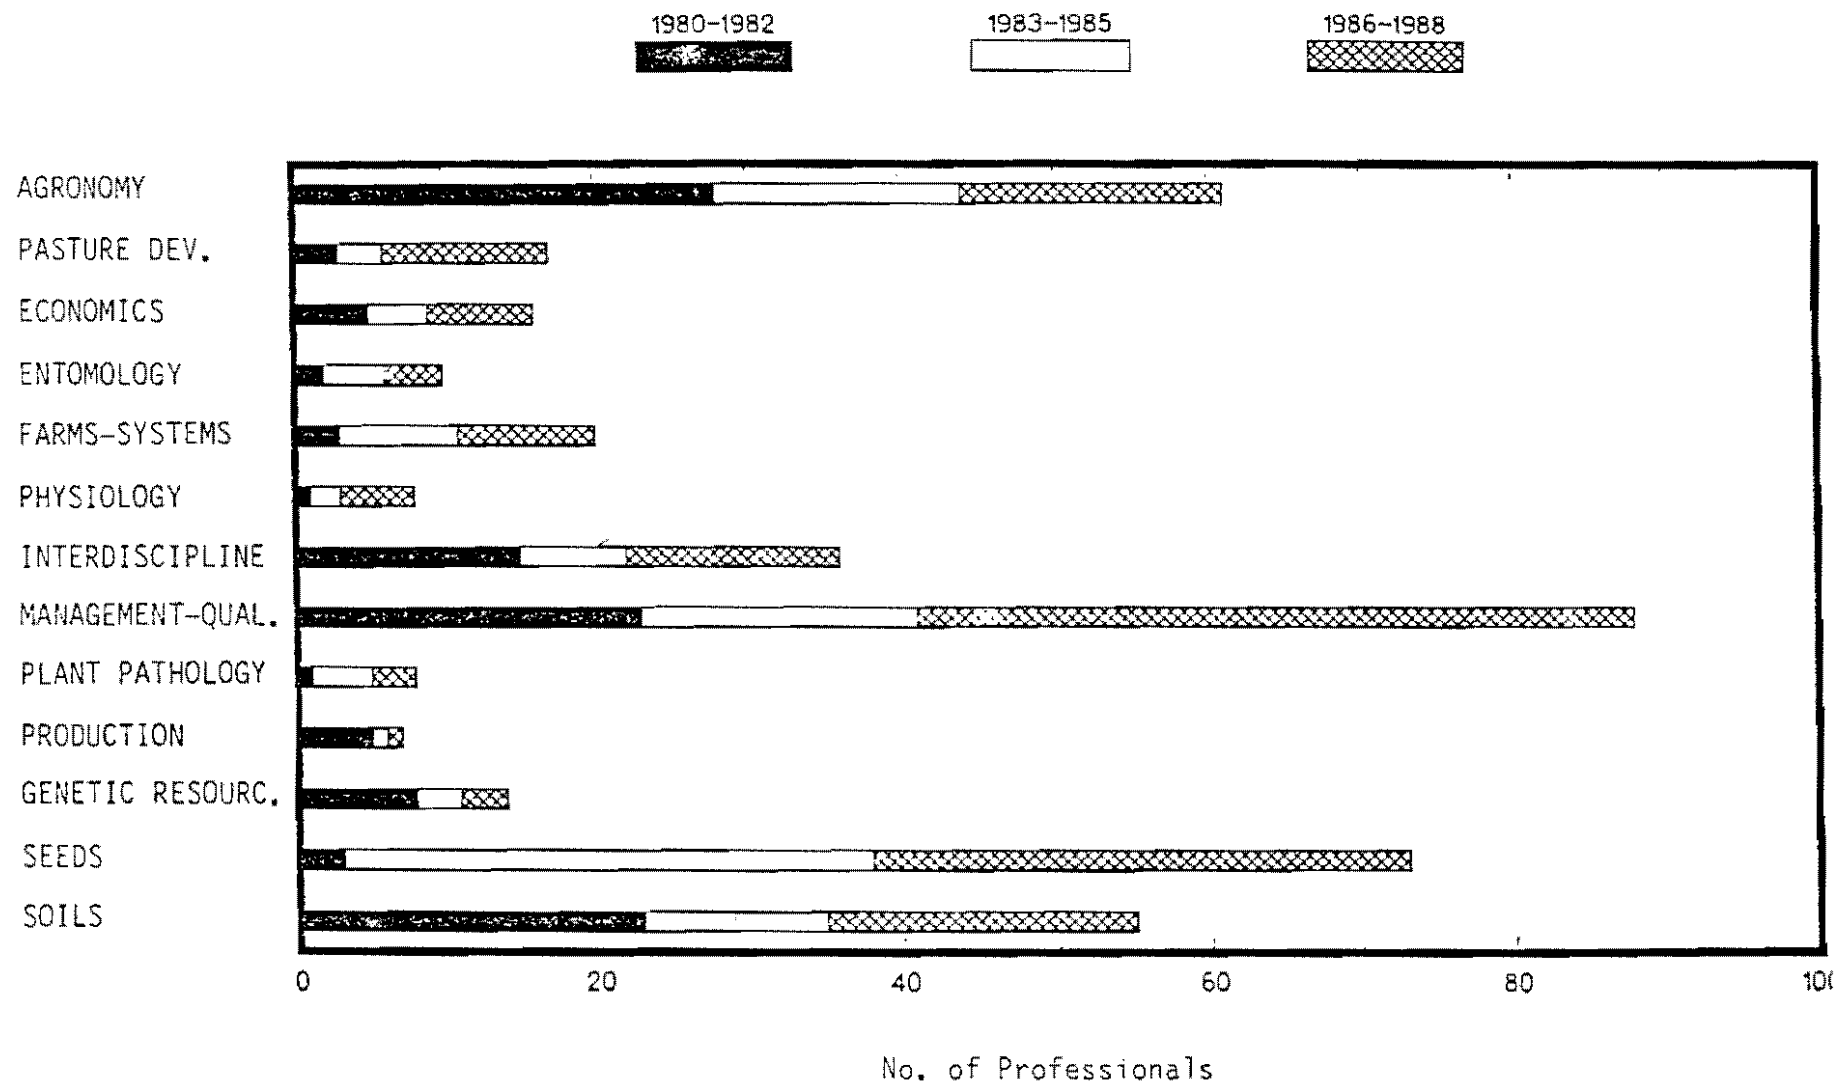 1980-1982 1983-1985 1986-1988
AGRONOMY
PASTURE DEV.
ECONOMICS
ENTOMOLOGY
FARMS-SYSTEMS
PHYSIOLOGY
INTERDISCIPLINE
MANAGEMENT-QUAL.
PLANT PATHOLOGY
PRODUCTION
GENETIC RESOURC.
SEEDS
SOILS
0 20 40 60 80 100
No. of Professionals